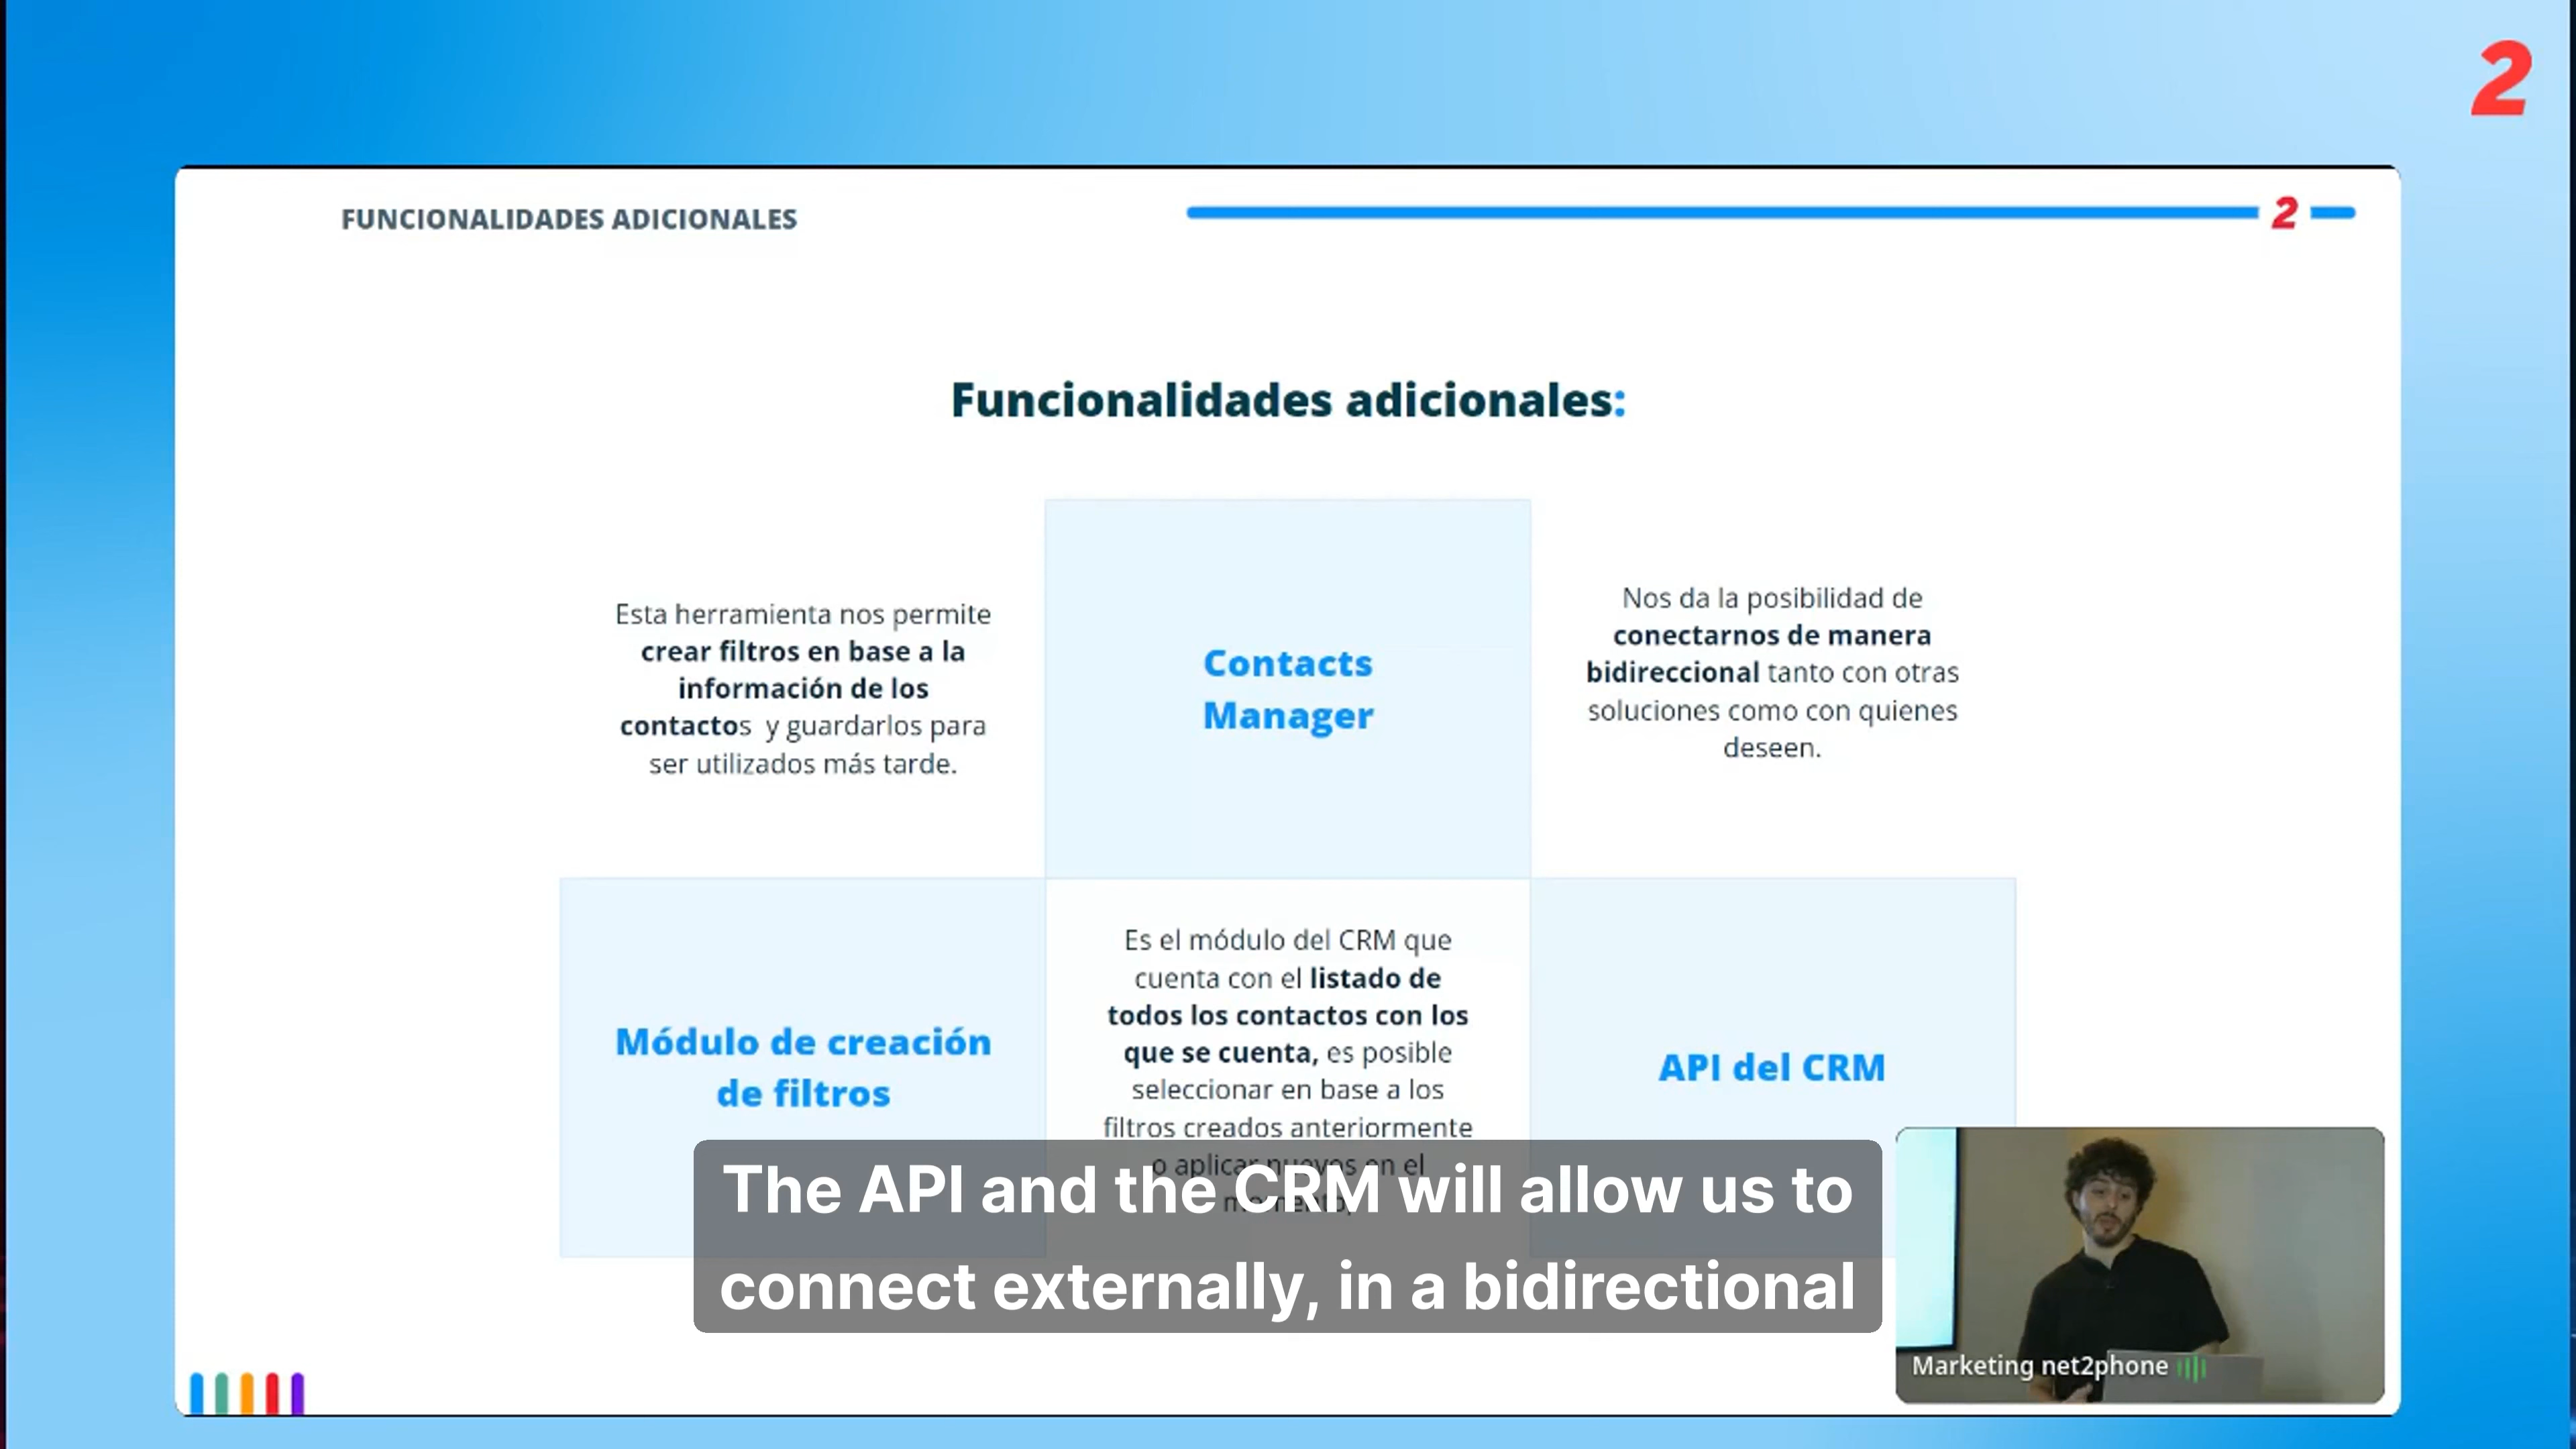 2
FUNCIONALIDADES ADICIONALES
2
Funcionalidades adicionales:
Esta herramienta nos permite
crear filtros en base a la
información de los
contactos y guardarlos para
ser utilizados más tarde.
Contacts
Manager
Nos da la posibilidad de
conectarnos de manera
bidireccional tanto con otras
soluciones como con quienes
deseen.
Módulo de creación
de filtros
Es el módulo del CRM que
cuenta con el listado de
todos los contactos con los
que se cuenta, es posible
seleccionar en base a los
filtros creados anteriormente
o aplicar nuevos en el
momento,
API del CRM
The API and the CRM will allow us to
connect externally, in a bidirectional
Marketing net2phone